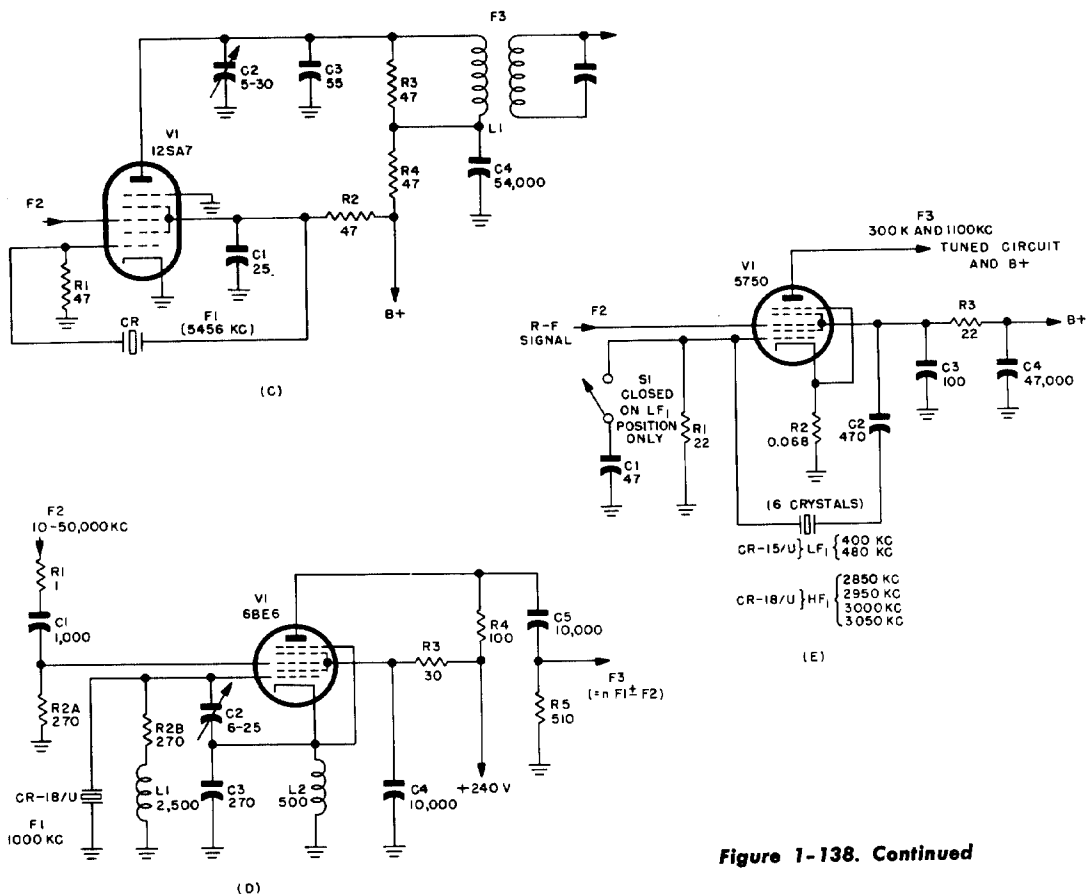 F3
C2
5-30
C3
55
R3
47
L1
V1
12SA7
R4
47
C4
54,000
F2
R2
47
C1
25
R1
47
B+
F1
(5456 KC)
CR
(C)
F3
300 K AND 1100KC
TUNED CIRCUIT
AND B+
V1
5750
F2
R-F
SIGNAL
R3
22
B+
S1
CLOSED
ON LF1
POSITION
ONLY
C3
100
C4
47,000
R1
22
R2
0.068
C2
470
C1
47
(6 CRYSTALS)
CR-15/U} LF1 {400 KC
480 KC
CR-18/U} HF1 {2850 KC
2950 KC
3000 KC
3050 KC
(E)
F2
10-50,000KC
R1
1
C1
1,000
V1
6BE6
R4
100
C5
10,000
R3
30
F3
(=n F1±F2)
R2A
270
R2B
270
C2
6-25
R5
510
CR-18/U
F1
1000 KC
L1
2,500
C3
270
L2
500
C4
10,000
+240 V
(D)
Figure 1-138. Continued